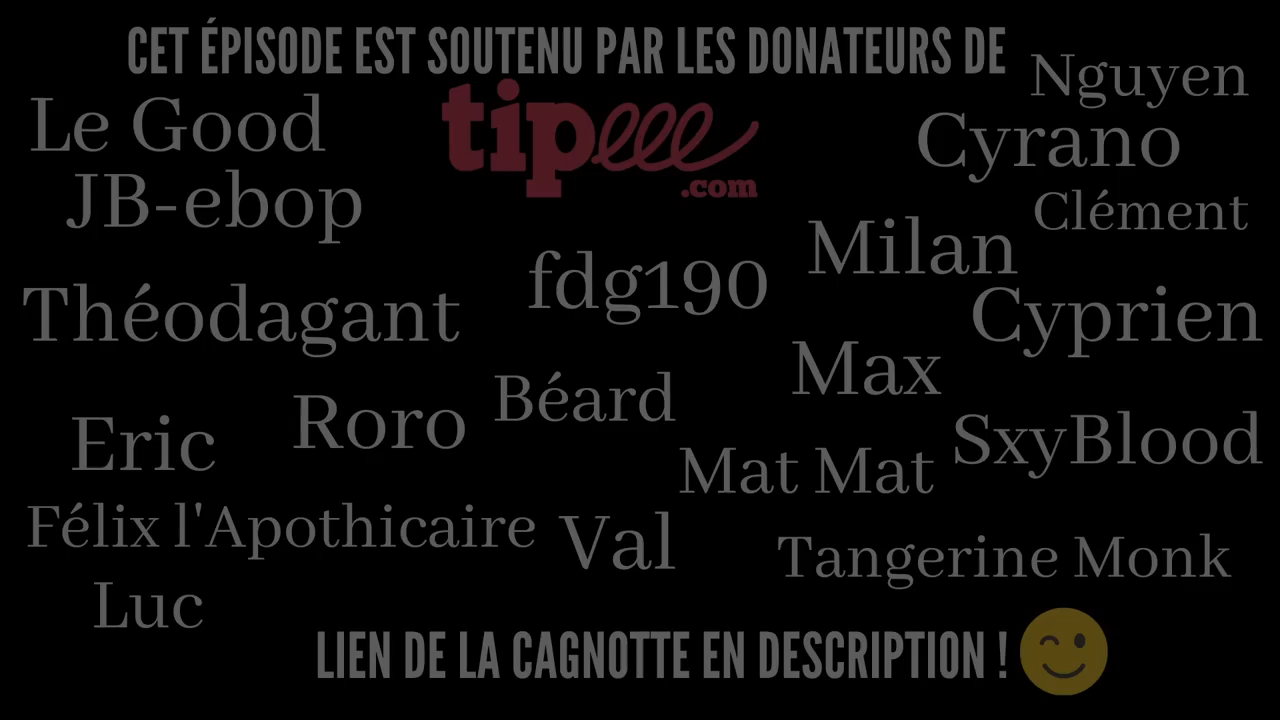 CET ÉPISODE EST SOUTENU PAR LES DONATEURS DE
tipeee
.com
Nguyen
Le Good
Cyrano
JB-ebop
Clément
Milan
fdg190
Théodagant
Cyprien
Max
Béard
Roro
Eric
SxyBlood
Mat Mat
Félix l'Apothicaire
Val
Tangerine Monk
Luc
LIEN DE LA CAGNOTTE EN DESCRIPTION !